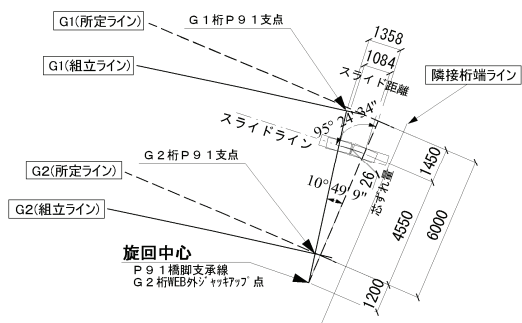 G1(所定ライン)
G1桁P91支点
1358
1084
スライド距離
G1(組立ライン)
隣接桁端ライン
95° 24' 34"
スライドライン
G2桁P91支点
1450
G2(所定ライン)
10° 49' 9"
26
芯ずれ量
G2(組立ライン)
4550
6000
旋回中心
P91橋脚支承線
G2桁WEB外ジャッキアップ点
1200